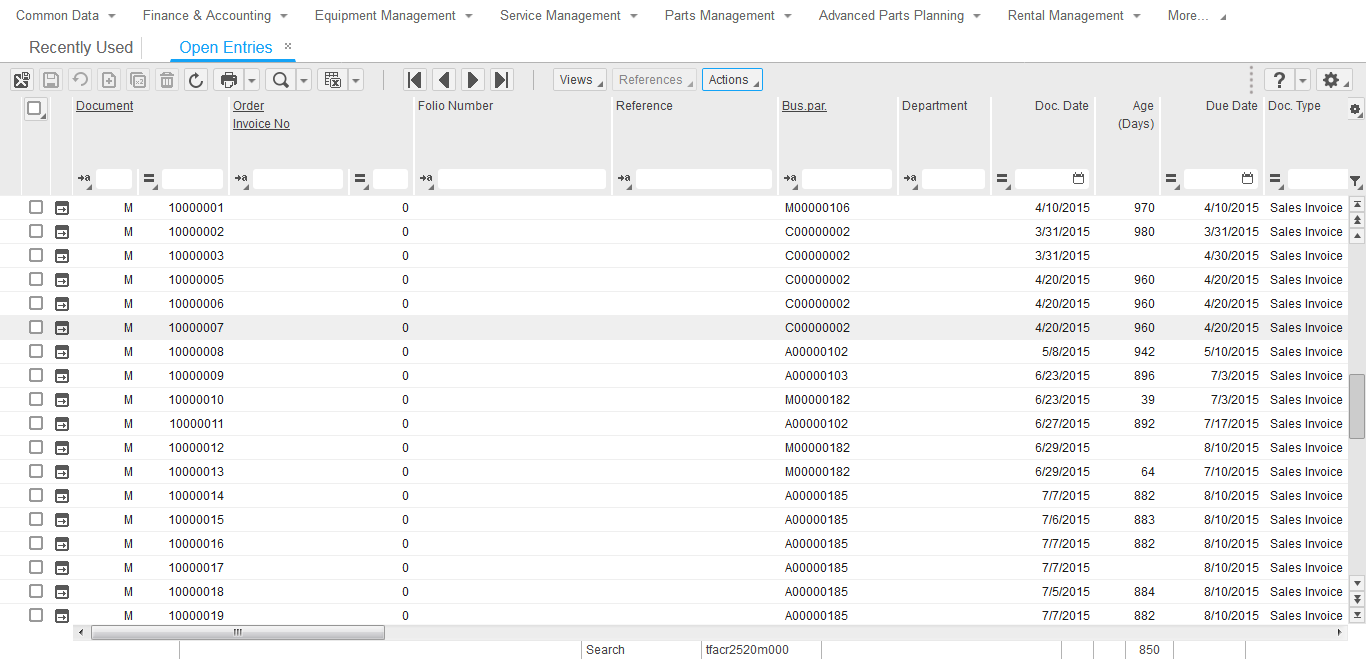 Common Data Finance & Accounting Equipment Management Service Management Parts Management Advanced Parts Planning Rental Management More...
Recently Used Open Entries ×
Views References Actions ?
Document Order Folio Number Reference Bus.par. Department Doc. Date Age Due Date Doc. Type
Invoice No (Days)
M 10000001 0 M00000106 4/10/2015 970 4/10/2015 Sales Invoice
M 10000002 0 C00000002 3/31/2015 980 3/31/2015 Sales Invoice
M 10000003 0 C00000002 3/31/2015 4/30/2015 Sales Invoice
M 10000005 0 C00000002 4/20/2015 960 4/20/2015 Sales Invoice
M 10000006 0 C00000002 4/20/2015 960 4/20/2015 Sales Invoice
M 10000007 0 C00000002 4/20/2015 960 4/20/2015 Sales Invoice
M 10000008 0 A00000102 5/8/2015 942 5/10/2015 Sales Invoice
M 10000009 0 A00000103 6/23/2015 896 7/3/2015 Sales Invoice
M 10000010 0 M00000182 6/23/2015 39 7/3/2015 Sales Invoice
M 10000011 0 A00000102 6/27/2015 892 7/17/2015 Sales Invoice
M 10000012 0 M00000182 6/29/2015 8/10/2015 Sales Invoice
M 10000013 0 M00000182 6/29/2015 64 7/10/2015 Sales Invoice
M 10000014 0 A00000185 7/7/2015 882 8/10/2015 Sales Invoice
M 10000015 0 A00000185 7/6/2015 883 8/10/2015 Sales Invoice
M 10000016 0 A00000185 7/7/2015 882 8/10/2015 Sales Invoice
M 10000017 0 A00000185 7/7/2015 8/10/2015 Sales Invoice
M 10000018 0 A00000185 7/5/2015 884 8/10/2015 Sales Invoice
M 10000019 0 A00000185 7/7/2015 882 8/10/2015 Sales Invoice
Search tfacr2520m000 850